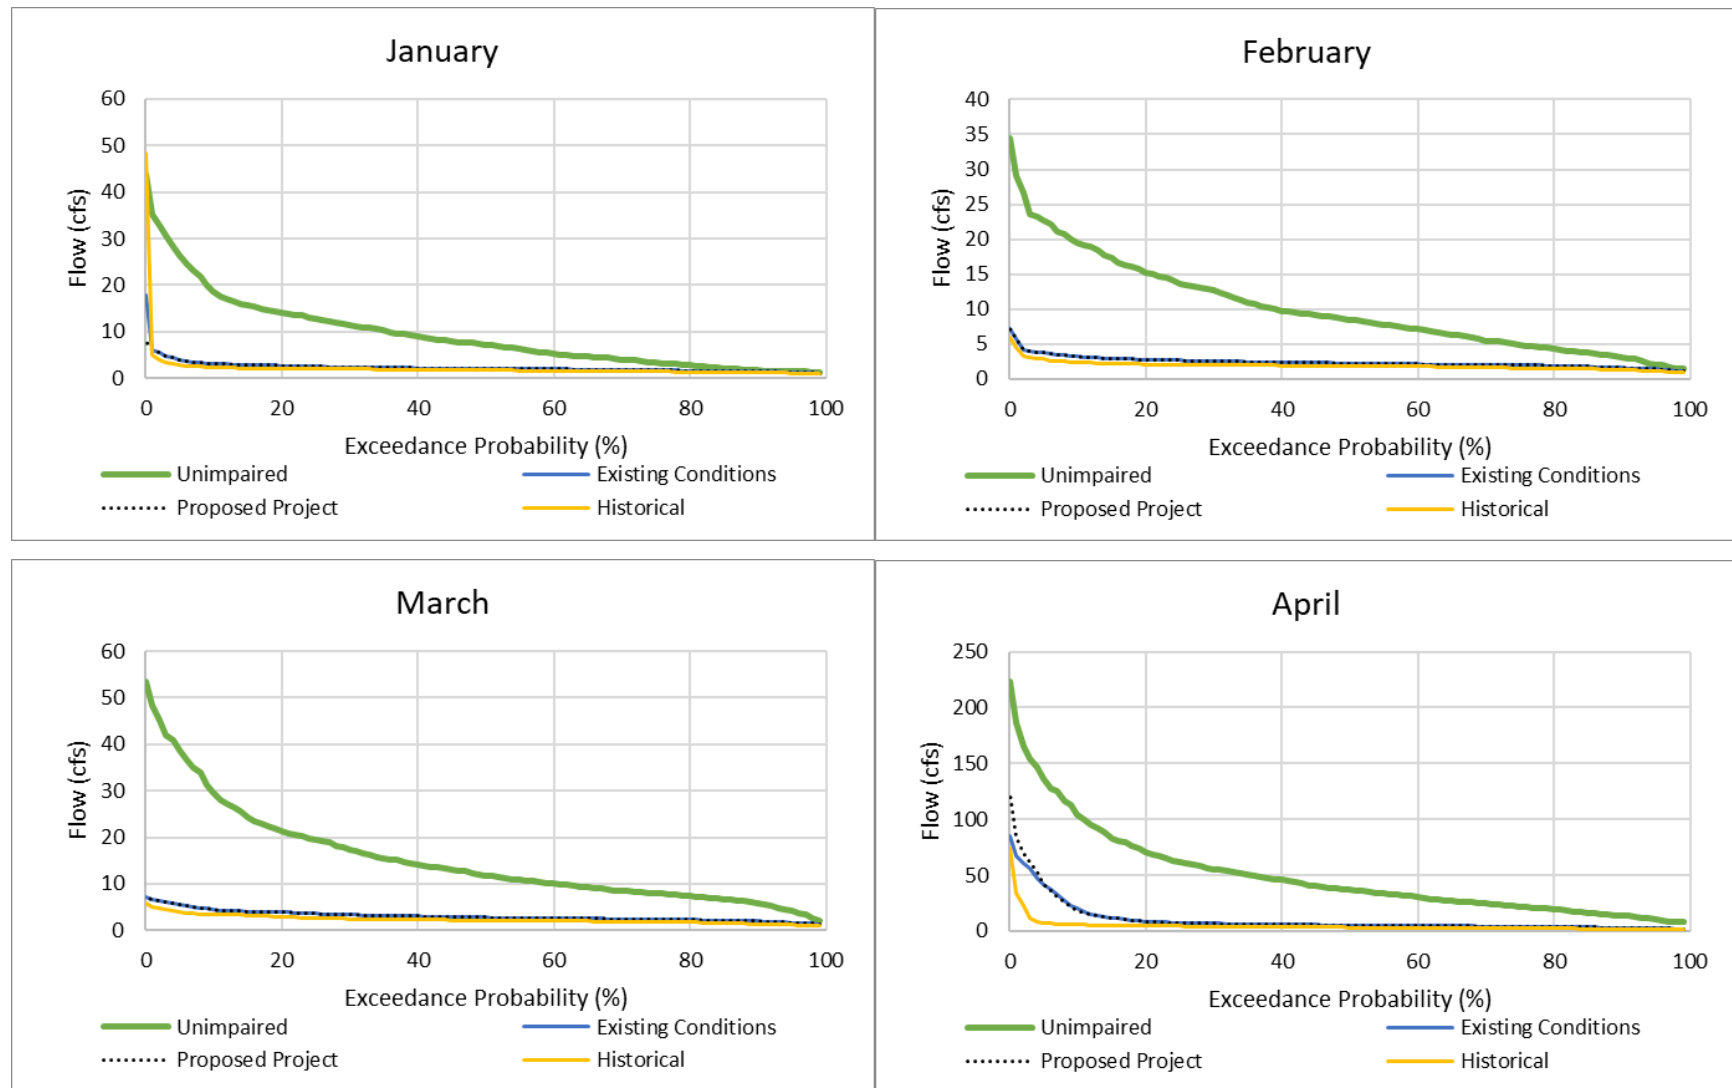 January
60
50
40
30
20
10
0
Flow (cfs)
0 20 40 60 80 100
Exceedance Probability (%)
Unimpaired Existing Conditions
Proposed Project Historical
February
40
35
30
25
20
15
10
5
0
Flow (cfs)
0 20 40 60 80 100
Exceedance Probability (%)
Unimpaired Existing Conditions
Proposed Project Historical
March
60
50
40
30
20
10
0
Flow (cfs)
0 20 40 60 80 100
Exceedance Probability (%)
Unimpaired Existing Conditions
Proposed Project Historical
April
250
200
150
100
50
0
Flow (cfs)
0 20 40 60 80 100
Exceedance Probability (%)
Unimpaired Existing Conditions
Proposed Project Historical